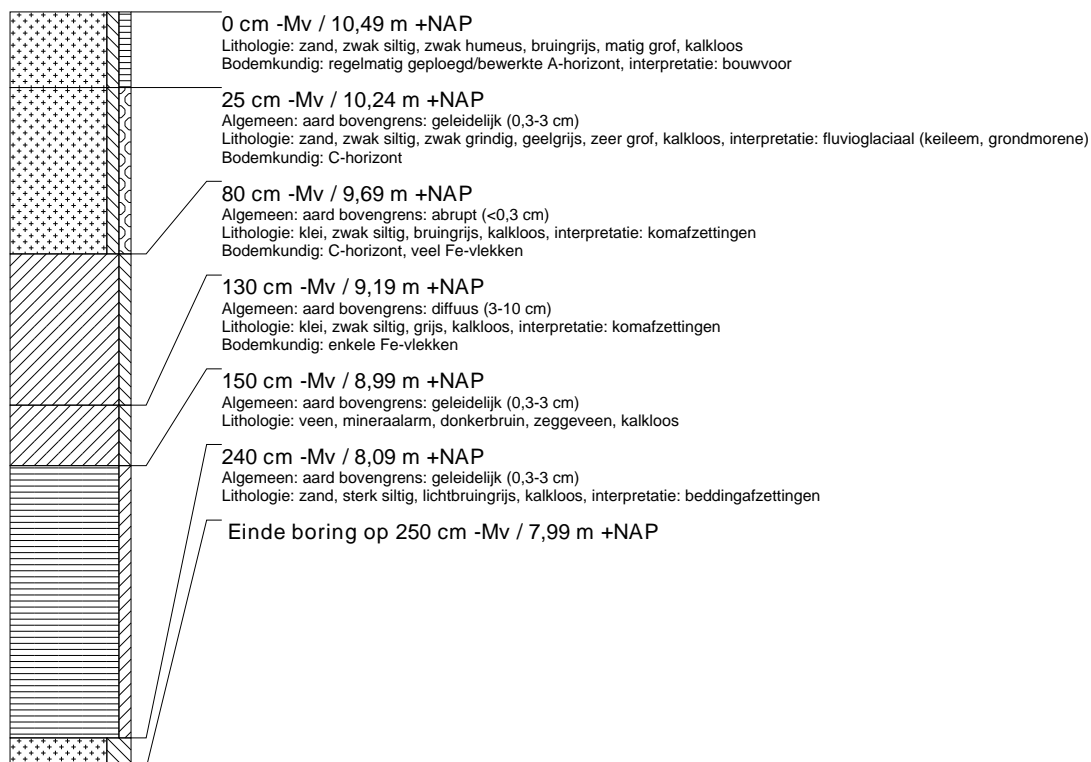 0 cm -Mv / 10,49 m +NAP
Lithologie: zand, zwak siltig, zwak humeus, bruingrijs, matig grof, kalkloos
Bodemkundig: regelmatig geploegd/bewerkte A-horizont, interpretatie: bouwvoor
25 cm -Mv / 10,24 m +NAP
Algemeen: aard bovengrens: geleidelijk (0,3-3 cm)
Lithologie: zand, zwak siltig, zwak grindig, geelgrijs, zeer grof, kalkloos, interpretatie: fluvioglaciaal (keileem, grondmorene)
Bodemkundig: C-horizont
80 cm -Mv / 9,69 m +NAP
Algemeen: aard bovengrens: abrupt (<0,3 cm)
Lithologie: klei, zwak siltig, bruingrijs, kalkloos, interpretatie: komafzettingen
Bodemkundig: C-horizont, veel Fe-vlekken
130 cm -Mv / 9,19 m +NAP
Algemeen: aard bovengrens: diffuus (3-10 cm)
Lithologie: klei, zwak siltig, grijs, kalkloos, interpretatie: komafzettingen
Bodemkundig: enkele Fe-vlekken
150 cm -Mv / 8,99 m +NAP
Algemeen: aard bovengrens: geleidelijk (0,3-3 cm)
Lithologie: veen, mineraalarm, donkerbruin, zeggeveen, kalkloos
240 cm -Mv / 8,09 m +NAP
Algemeen: aard bovengrens: geleidelijk (0,3-3 cm)
Lithologie: zand, sterk siltig, lichtbruingrijs, kalkloos, interpretatie: beddingafzettingen
Einde boring op 250 cm -Mv / 7,99 m +NAP